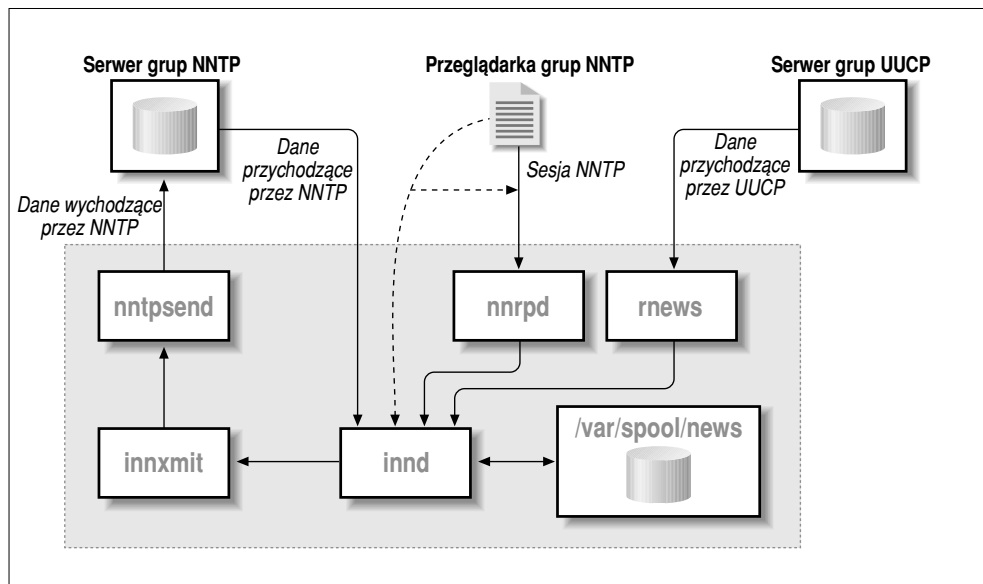 Serwer grup NNTP
Przeglądarka grup NNTP
Serwer grup UUCP
Dane
przychodzące
przez NNTP
Sesja NNTP
Dane
przychodzące
przez UUCP
Dane wychodzące
przez NNTP
nntpsend
nnrpd
rnews
/var/spool/news
innxmit
innd